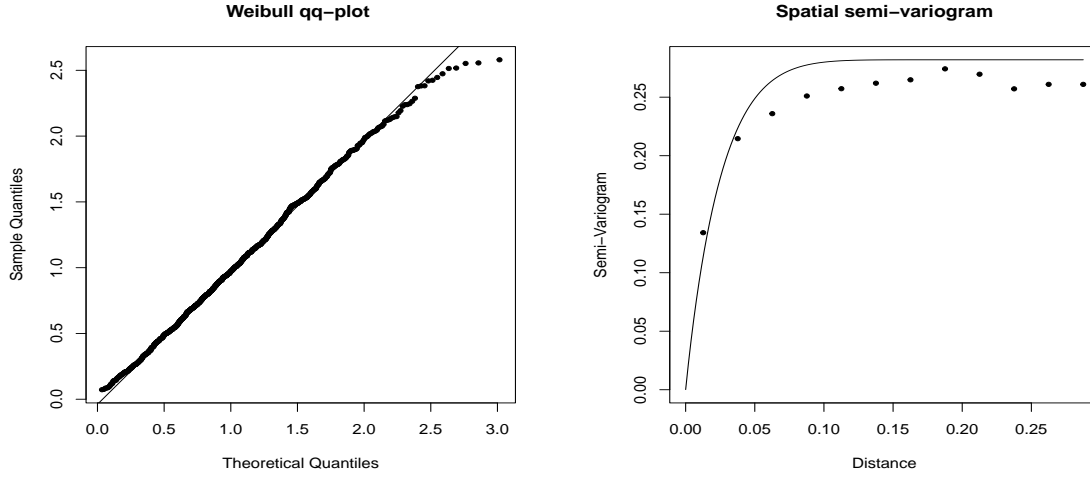 Weibull qq−plot
Sample Quantiles
2.5
2.0
1.5
1.0
0.5
0.0
0.0 0.5 1.0 1.5 2.0 2.5 3.0
Theoretical Quantiles
Spatial semi−variogram
Semi−Variogram
0.25
0.20
0.15
0.10
0.05
0.00
0.00 0.05 0.10 0.15 0.20 0.25
Distance